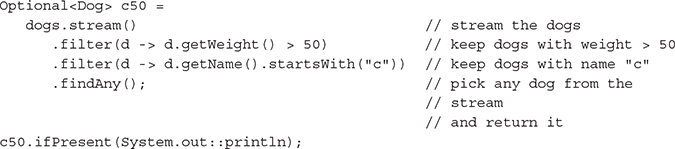 Optional<Dog> c50 =
dogs.stream() // stream the dogs
.filter(d -> d.getWeight() > 50) // keep dogs with weight > 50
.filter(d -> d.getName().startsWith("c")) // keep dogs with name "c"
.findAny(); // pick any dog from the
// stream
// and return it
c50.ifPresent(System.out::println);